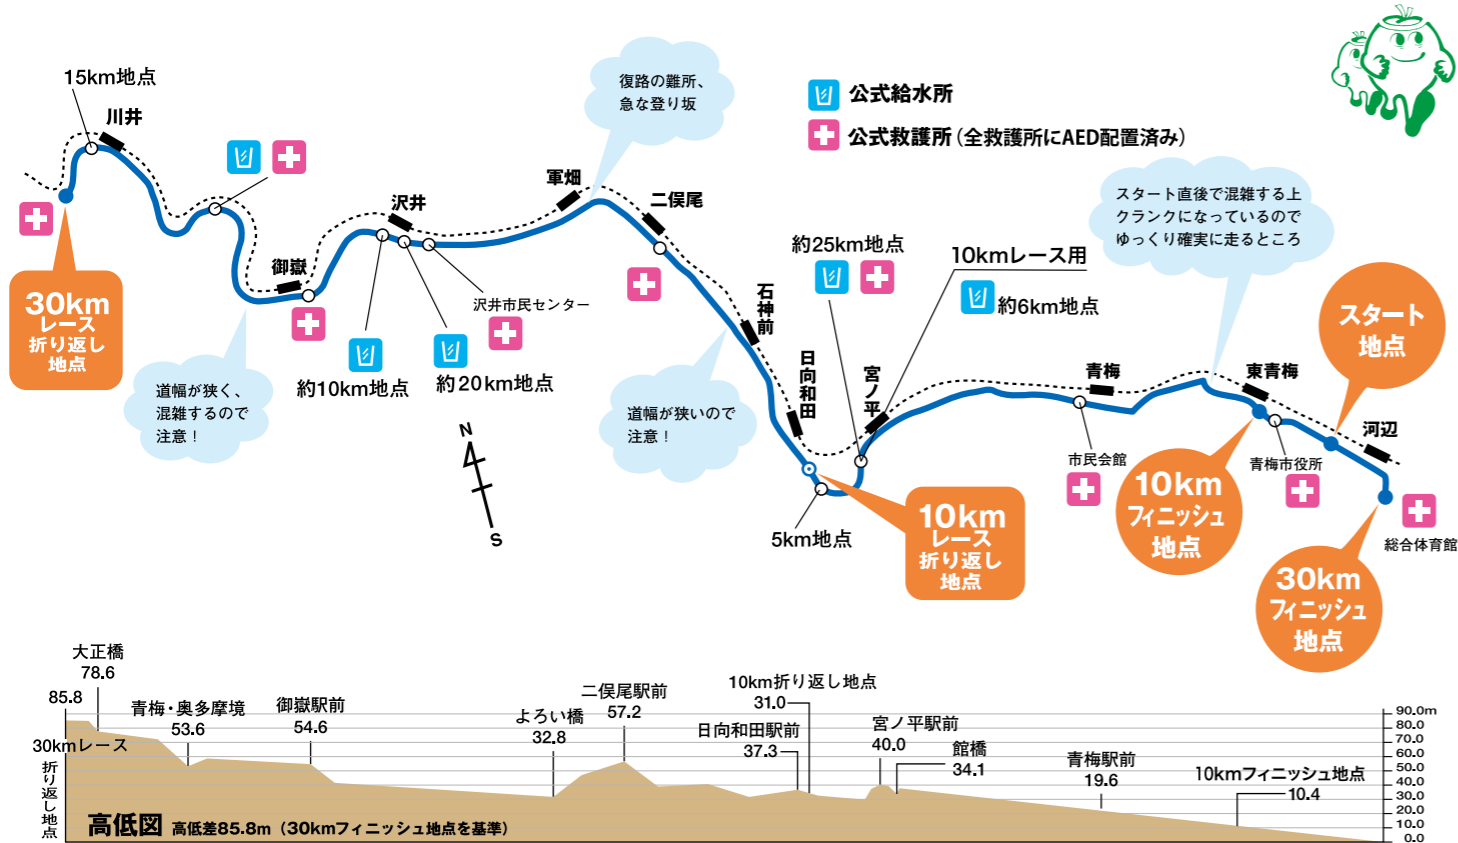 15km地点
川井
復路の難所、
急な登り坂
公式給水所
公式救護所(全救護所にAED配置済み)
軍畑
二俣尾
沢井
御嶽
スタート直後で混雑する上
クランクになっているので
ゆっくり確実に走るところ
30km
レース
折り返し
地点
沢井市民センター
約10km地点
約20km地点
道幅が狭く、
混雑するので
注意！
石神前
日向和田
宮ノ平
約25km地点
10kmレース用
約6km地点
道幅が狭いので
注意！
青梅
東青梅
河辺
スタート
地点
市民会館
青梅市役所
総合体育館
N
S
5km地点
10km
レース
折り返し
地点
10km
フィニッシュ
地点
30km
フィニッシュ
地点
大正橋
78.6
85.8
30kmレース
折り返し地点
青梅・奥多摩境
53.6
御嶽駅前
54.6
よろい橋
32.8
二俣尾駅前
57.2
10km折り返し地点
31.0
日向和田駅前
37.3
宮ノ平駅前
40.0
館橋
34.1
青梅駅前
19.6
10kmフィニッシュ地点
10.4
90.0m
80.0
70.0
60.0
50.0
40.0
30.0
20.0
10.0
0.0
高低図 高低差85.8m（30kmフィニッシュ地点を基準）